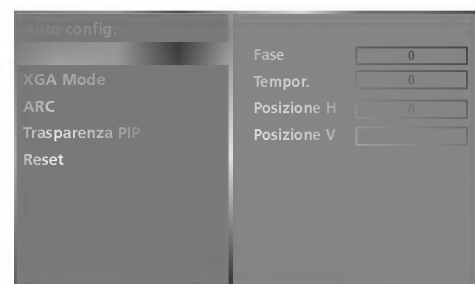 Auto config.
XGA Mode
ARC
Trasparenza PIP
Reset
Fase 0
Tempor. 0
Posizione H 0
Posizione V